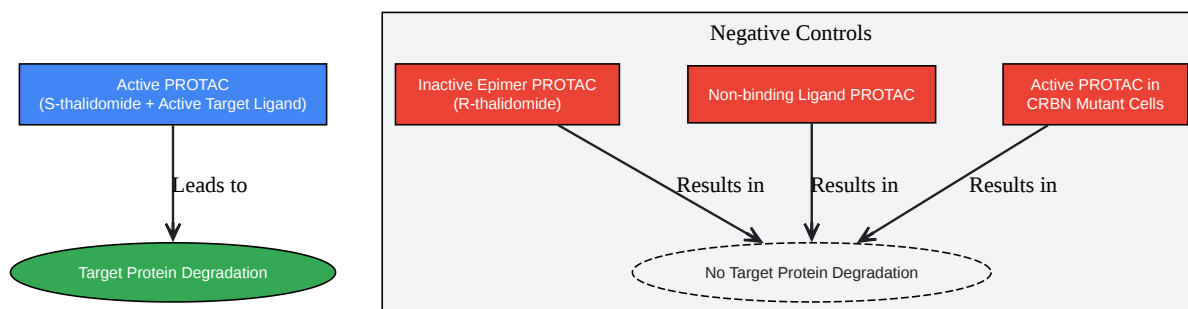 Negative Controls
Active PROTAC
(S-thalidomide + Active Target Ligand)
Inactive Epimer PROTAC
(R-thalidomide)
Non-binding Ligand PROTAC
Active PROTAC in
CRBN Mutant Cells
Leads to
Results in
Results in
Results in
Target Protein Degradation
No Target Protein Degradation